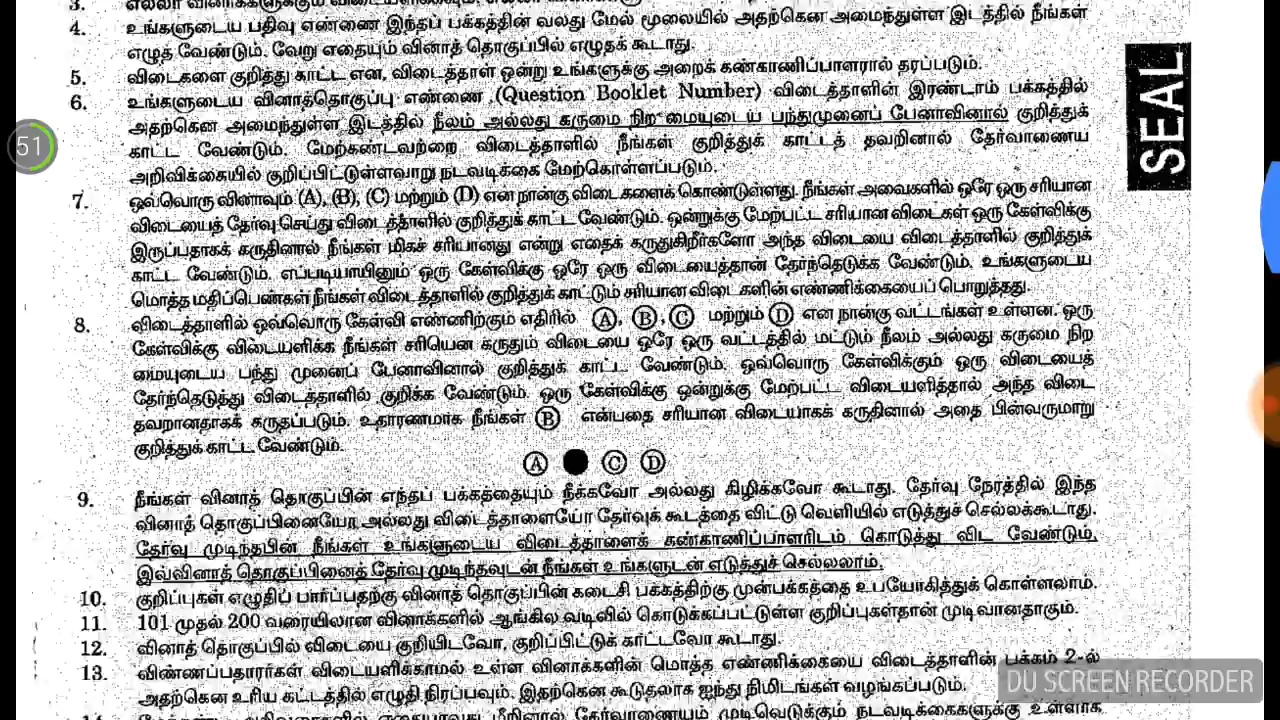 3. எல்லா வினாக்களுக்கும் விடையளிக்கவும்.
4. உங்களுடைய பதிவு எண்ணை இந்தப் பக்கத்தின் வலது மேல் மூலையில் அதற்கென அமைந்துள்ள இடத்தில் நீங்கள்
எழுத வேண்டும். வேறு எதையும் வினாத் தொகுப்பில் எழுதக் கூடாது.
5. விடைகளை குறித்து காட்ட என, விடைத்தாள் ஒன்று உங்களுக்கு அறைக் கண்காணிப்பாளரால் தரப்படும்.
6. உங்களுடைய வினாத்தொகுப்பு எண்ணை (Question Booklet Number) விடைத்தாளின் இரண்டாம் பக்கத்தில்
அதற்கென அமைந்துள்ள இடத்தில் நீலம் அல்லது கருமை நிற மையுடைய பந்துமுனைப் பேனாவினால் குறித்துக்
காட்ட வேண்டும். மேற்கண்டவற்றை விடைத்தாளில் நீங்கள் குறித்துக் காட்டத் தவறினால் தேர்வாணைய
அறிவிக்கையில் குறிப்பிட்டுள்ளவாறு நடவடிக்கை மேற்கொள்ளப்படும்.
7. ஒவ்வொரு வினாவும் (A), (B), (C) மற்றும் (D) என நான்கு விடைகளைக் கொண்டுள்ளது. நீங்கள் அவைகளில் ஒரே ஒரு சரியான
விடையைத் தேர்வு செய்து விடைத்தாளில் குறித்துக் காட்ட வேண்டும். ஒன்றுக்கு மேற்பட்ட சரியான விடைகள் ஒரு கேள்விக்கு
இருப்பதாகக் கருதினால் நீங்கள் மிகச் சரியானது என்று எதைக் கருதுகிறீர்களோ அந்த விடையை விடைத்தாளில் குறித்துக்
காட்ட வேண்டும். எப்படியாயினும் ஒரு கேள்விக்கு ஒரே ஒரு விடையைத்தான் தேர்ந்தெடுக்க வேண்டும். உங்களுடைய
மொத்த மதிப்பெண்கள் நீங்கள் விடைத்தாளில் குறித்துக் காட்டும் சரியான விடைகளின் எண்ணிக்கையைப் பொறுத்தது.
8. விடைத்தாளில் ஒவ்வொரு கேள்வி எண்ணிற்கும் எதிரில் Ⓐ, Ⓑ, Ⓒ மற்றும் Ⓓ என நான்கு வட்டங்கள் உள்ளன. ஒரு
கேள்விக்கு விடையளிக்க நீங்கள் சரியென கருதும் விடையை ஒரே ஒரு வட்டத்தில் மட்டும் நீலம் அல்லது கருமை நிற
மையுடைய பந்து முனைப் பேனாவினால் குறித்துக் காட்ட வேண்டும். ஒவ்வொரு கேள்விக்கும் ஒரு விடையைத்
தேர்ந்தெடுத்து விடைத்தாளில் குறிக்க வேண்டும். ஒரு கேள்விக்கு ஒன்றுக்கு மேற்பட்ட விடையளித்தால் அந்த விடை
தவறானதாகக் கருதப்படும். உதாரணமாக நீங்கள் Ⓑ என்பதை சரியான விடையாகக் கருதினால் அதை பின்வருமாறு
குறித்துக் காட்ட வேண்டும்.
Ⓐ ● Ⓒ Ⓓ
9. நீங்கள் வினாத் தொகுப்பின் எந்தப் பக்கத்தையும் நீக்கவோ அல்லது கிழிக்கவோ கூடாது. தேர்வு நேரத்தில் இந்த
வினாத் தொகுப்பினையோ அல்லது விடைத்தாளையோ தேர்வுக் கூடத்தை விட்டு வெளியில் எடுத்துச் செல்லக்கூடாது.
தேர்வு முடிந்தபின் நீங்கள் உங்களுடைய விடைத்தாளைக் கண்காணிப்பாளரிடம் கொடுத்து விட வேண்டும்.
இவ்வினாத் தொகுப்பினைத் தேர்வு முடிந்தவுடன் நீங்கள் உங்களுடன் எடுத்துச் செல்லலாம்.
10. குறிப்புகள் எழுதிப் பார்ப்பதற்கு வினாத் தொகுப்பின் கடைசி பக்கத்திற்கு முன்பக்கத்தை உபயோகித்துக் கொள்ளலாம்.
11. 101 முதல் 200 வரையிலான வினாக்களில் ஆங்கில வடிவில் கொடுக்கப்பட்டுள்ள குறிப்புகள்தான் முடிவானதாகும்.
12. வினாத் தொகுப்பில் விடையை குறியிடவோ, குறிப்பிட்டுக் காட்டவோ கூடாது.
13. விண்ணப்பதாரர்கள் விடையளிக்காமல் உள்ள வினாக்களின் மொத்த எண்ணிக்கையை விடைத்தாளின் பக்கம் 2-ல்
அதற்கென உரிய கட்டத்தில் எழுதி நிரப்பவும். இதற்கென கூடுதலாக ஐந்து நிமிடங்கள் வழங்கப்படும்.
மீறினால் தேர்வாணையம் முடிவெடுக்கும் நடவடிக்கைகளுக்கு உள்ளாக
SEAL
51
DU SCREEN RECORDER